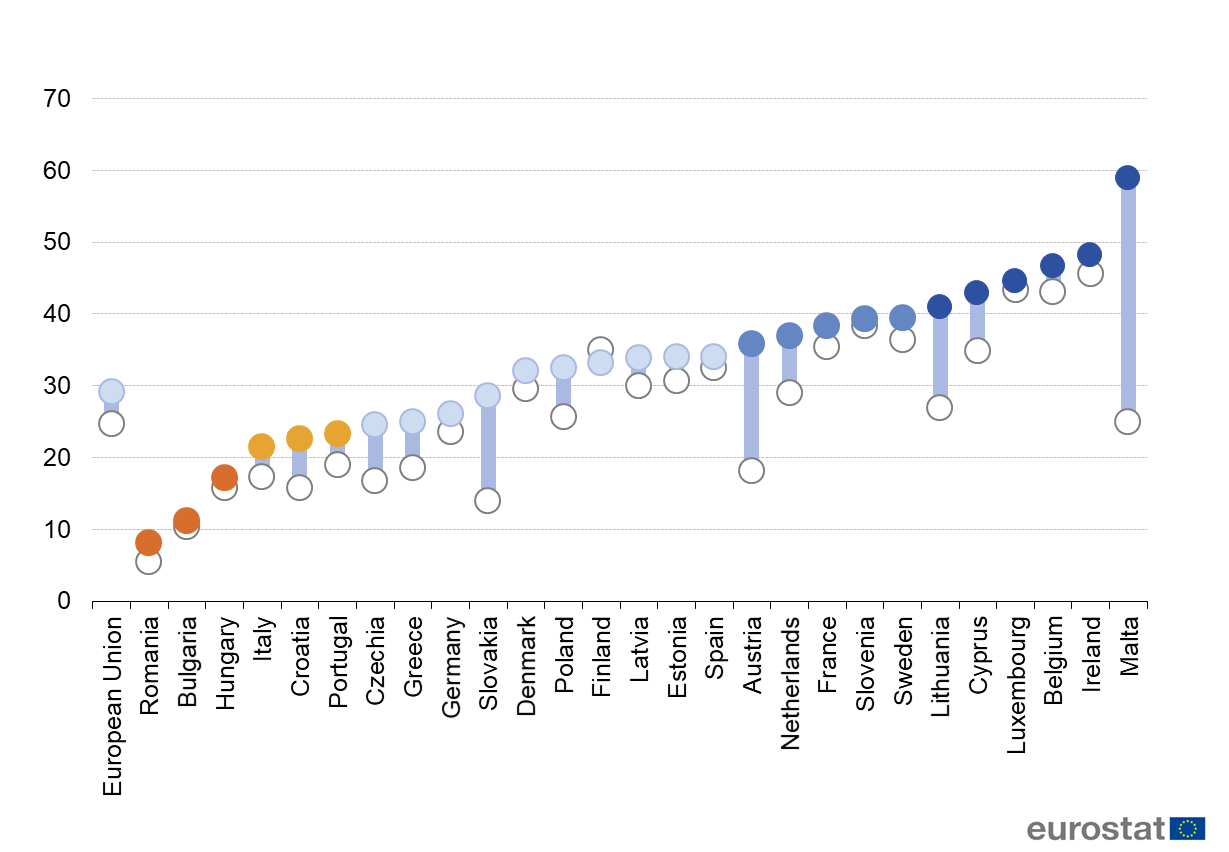 70
60
50
40
30
20
10
0
European Union
Romania
Bulgaria
Hungary
Italy
Croatia
Portugal
Czechia
Greece
Germany
Slovakia
Denmark
Poland
Finland
Latvia
Estonia
Spain
Austria
Netherlands
France
Slovenia
Sweden
Lithuania
Cyprus
Luxembourg
Belgium
Ireland
Malta
eurostat